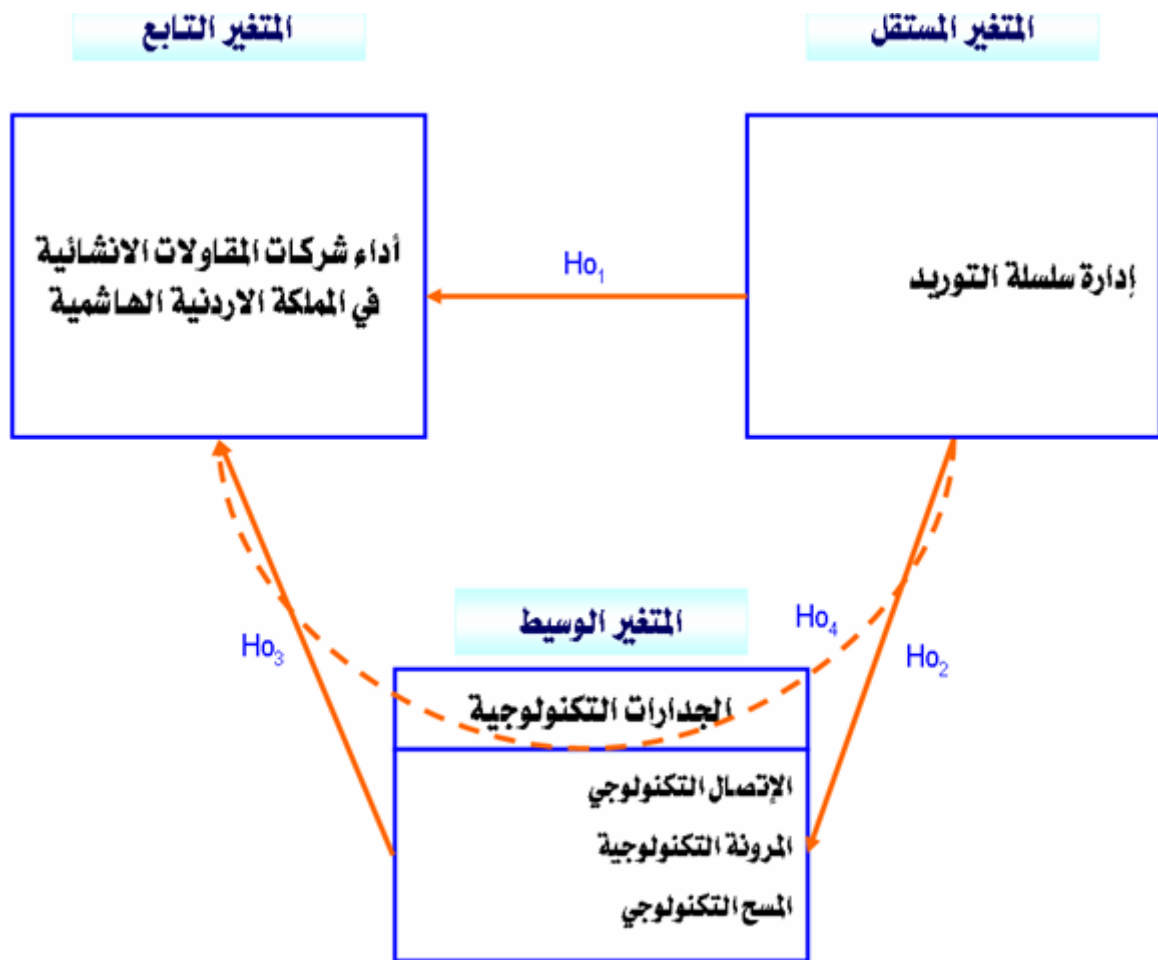 المتغير المستقل
المتغير التابع
إدارة سلسلة التوريد
Ho1
أداء شركات المقاولات الانشائية
في المملكة الاردنية الهاشمية
المتغير الوسيط
Ho4
Ho2
Ho3
الجدارات التكنولوجية
الإتصال التكنولوجي
المرونة التكنولوجية
المسح التكنولوجي